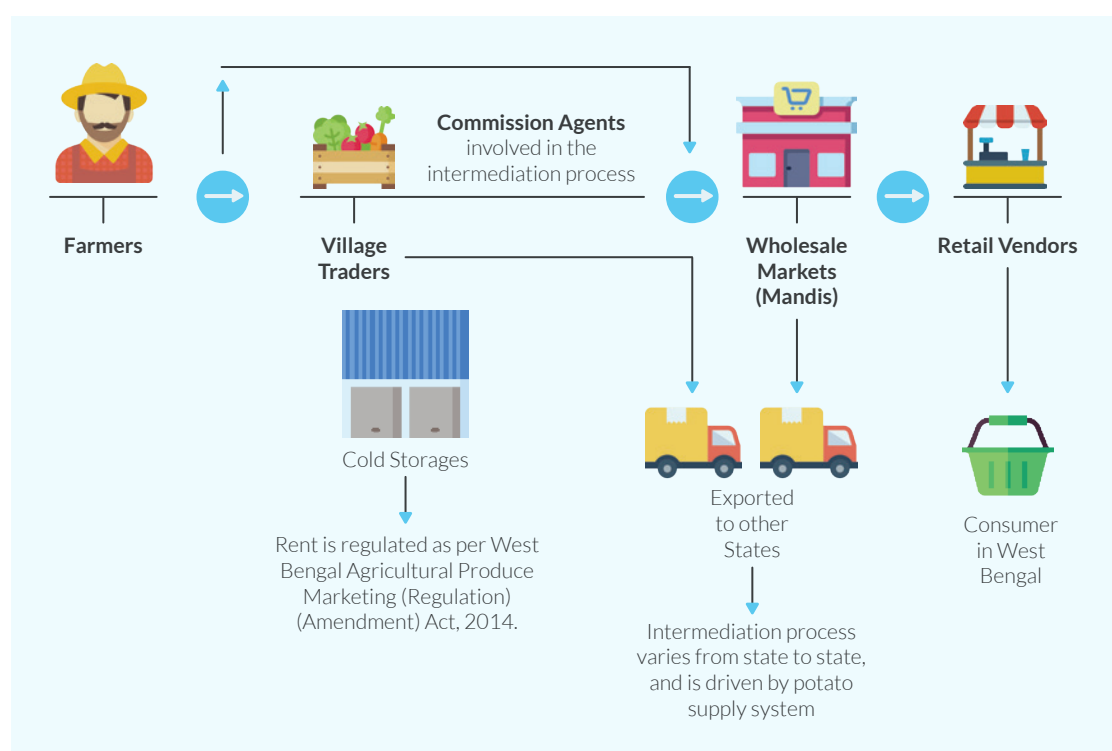 Commission Agents
involved in the
intermediation process
Farmers
Village
Traders
Wholesale
Markets
(Mandis)
Retail Vendors
Cold Storages
Rent is regulated as per West
Bengal Agricultural Produce
Marketing (Regulation)
(Amendment) Act, 2014.
Exported
to other
States
Intermediation process
varies from state to state,
and is driven by potato
supply system
Consumer
in West
Bengal